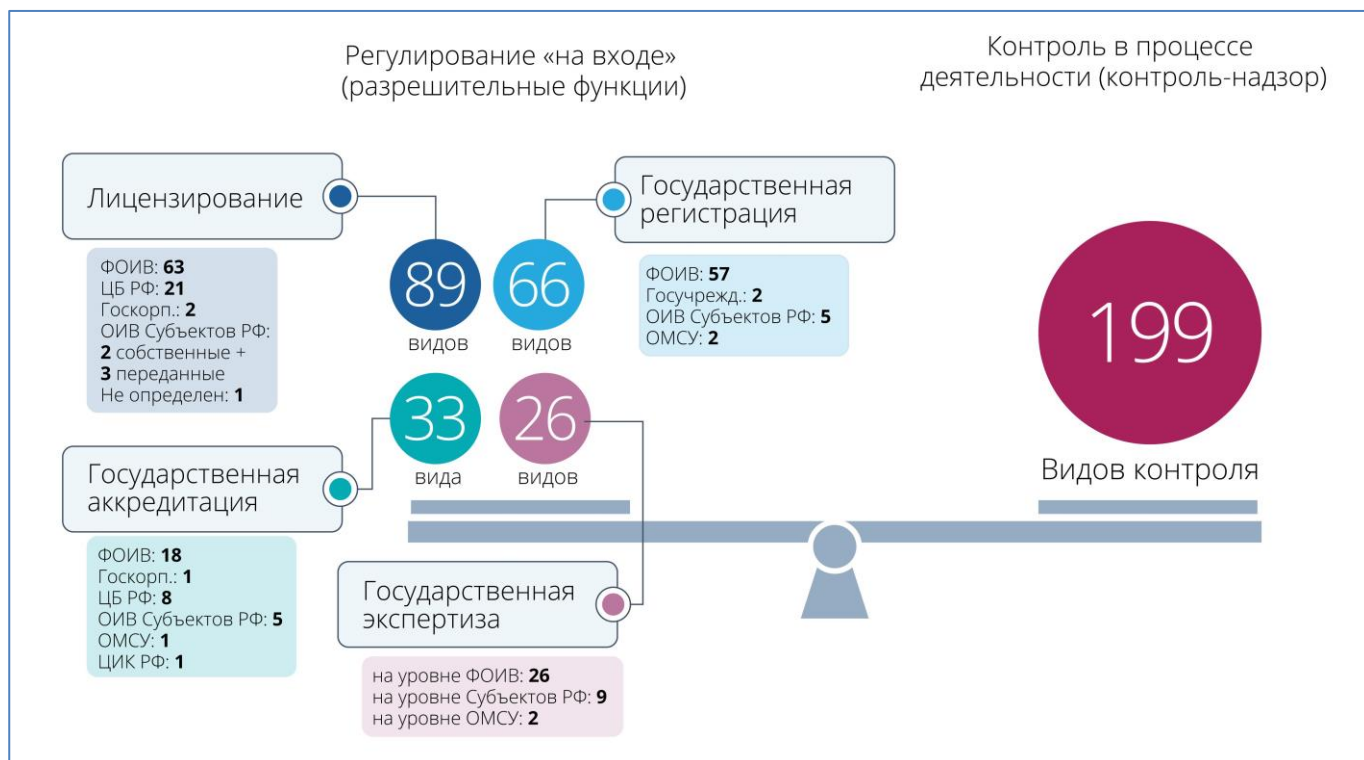 Регулирование «на входе»
(разрешительные функции)
Контроль в процессе
деятельности (контроль-надзор)
Лицензирование
ФОИВ: 63
ЦБ РФ: 21
Госкорп.: 2
ОИВ Субъектов РФ:
2 собственные +
3 переданные
Не определен: 1
89
видов
66
видов
Государственная
регистрация
ФОИВ: 57
Госучрежд.: 2
ОИВ Субъектов РФ: 5
ОМСУ: 2
33
вида
26
видов
Государственная
аккредитация
ФОИВ: 18
Госкорп.: 1
ЦБ РФ: 8
ОИВ Субъектов РФ: 5
ОМСУ: 1
ЦИК РФ: 1
Государственная
экспертиза
на уровне ФОИВ: 26
на уровне Субъектов РФ: 9
на уровне ОМСУ: 2
199
Видов контроля